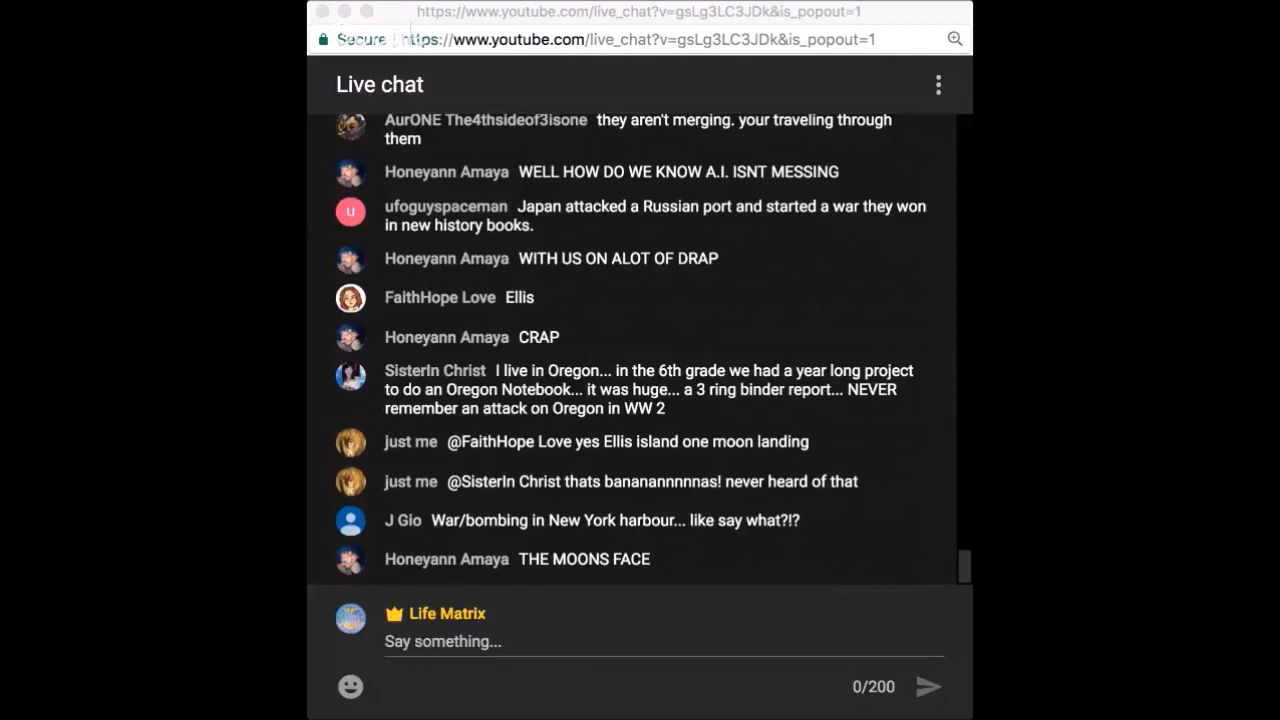 https://www.youtube.com/live_chat?v=gsLg3LC3JDk&is_popout=1
Secure https://www.youtube.com/live_chat?v=gsLg3LC3JDk&is_popout=1
Live chat
AurONE The4thsideof3isone they aren't merging. your traveling through
them
Honeyann Amaya WELL HOW DO WE KNOW A.I. ISNT MESSING
u
ufoguyspaceman Japan attacked a Russian port and started a war they won
in new history books.
Honeyann Amaya WITH US ON ALOT OF DRAP
FaithHope Love Ellis
Honeyann Amaya CRAP
SisterIn Christ I live in Oregon... in the 6th grade we had a year long project
to do an Oregon Notebook... it was huge... a 3 ring binder report... NEVER
remember an attack on Oregon in WW 2
just me @FaithHope Love yes Ellis island one moon landing
just me @SisterIn Christ thats bananannnnnas! never heard of that
J Gio War/bombing in New York harbour... like say what?!?
Honeyann Amaya THE MOONS FACE
Life Matrix
Say something...
0/200